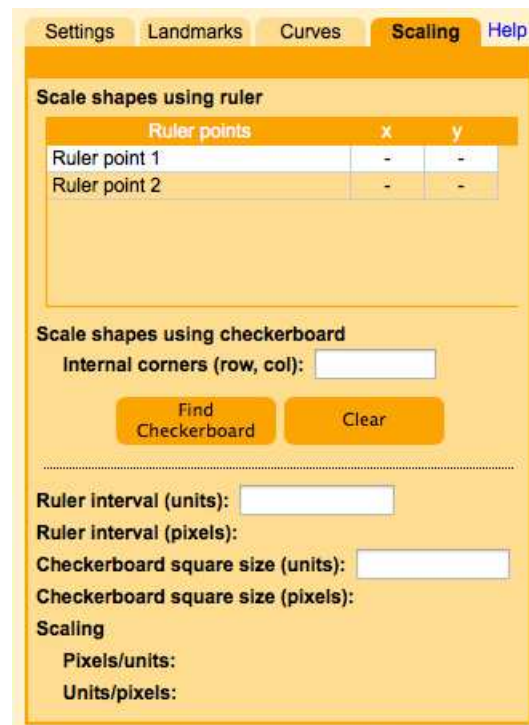 Settings Landmarks Curves Scaling Help
Scale shapes using ruler
Ruler points x y
Ruler point 1 - -
Ruler point 2 - -
Scale shapes using checkerboard
Internal corners (row, col):
Find
Checkerboard
Clear
Ruler interval (units):
Ruler interval (pixels):
Checkerboard square size (units):
Checkerboard square size (pixels):
Scaling
Pixels/units:
Units/pixels: